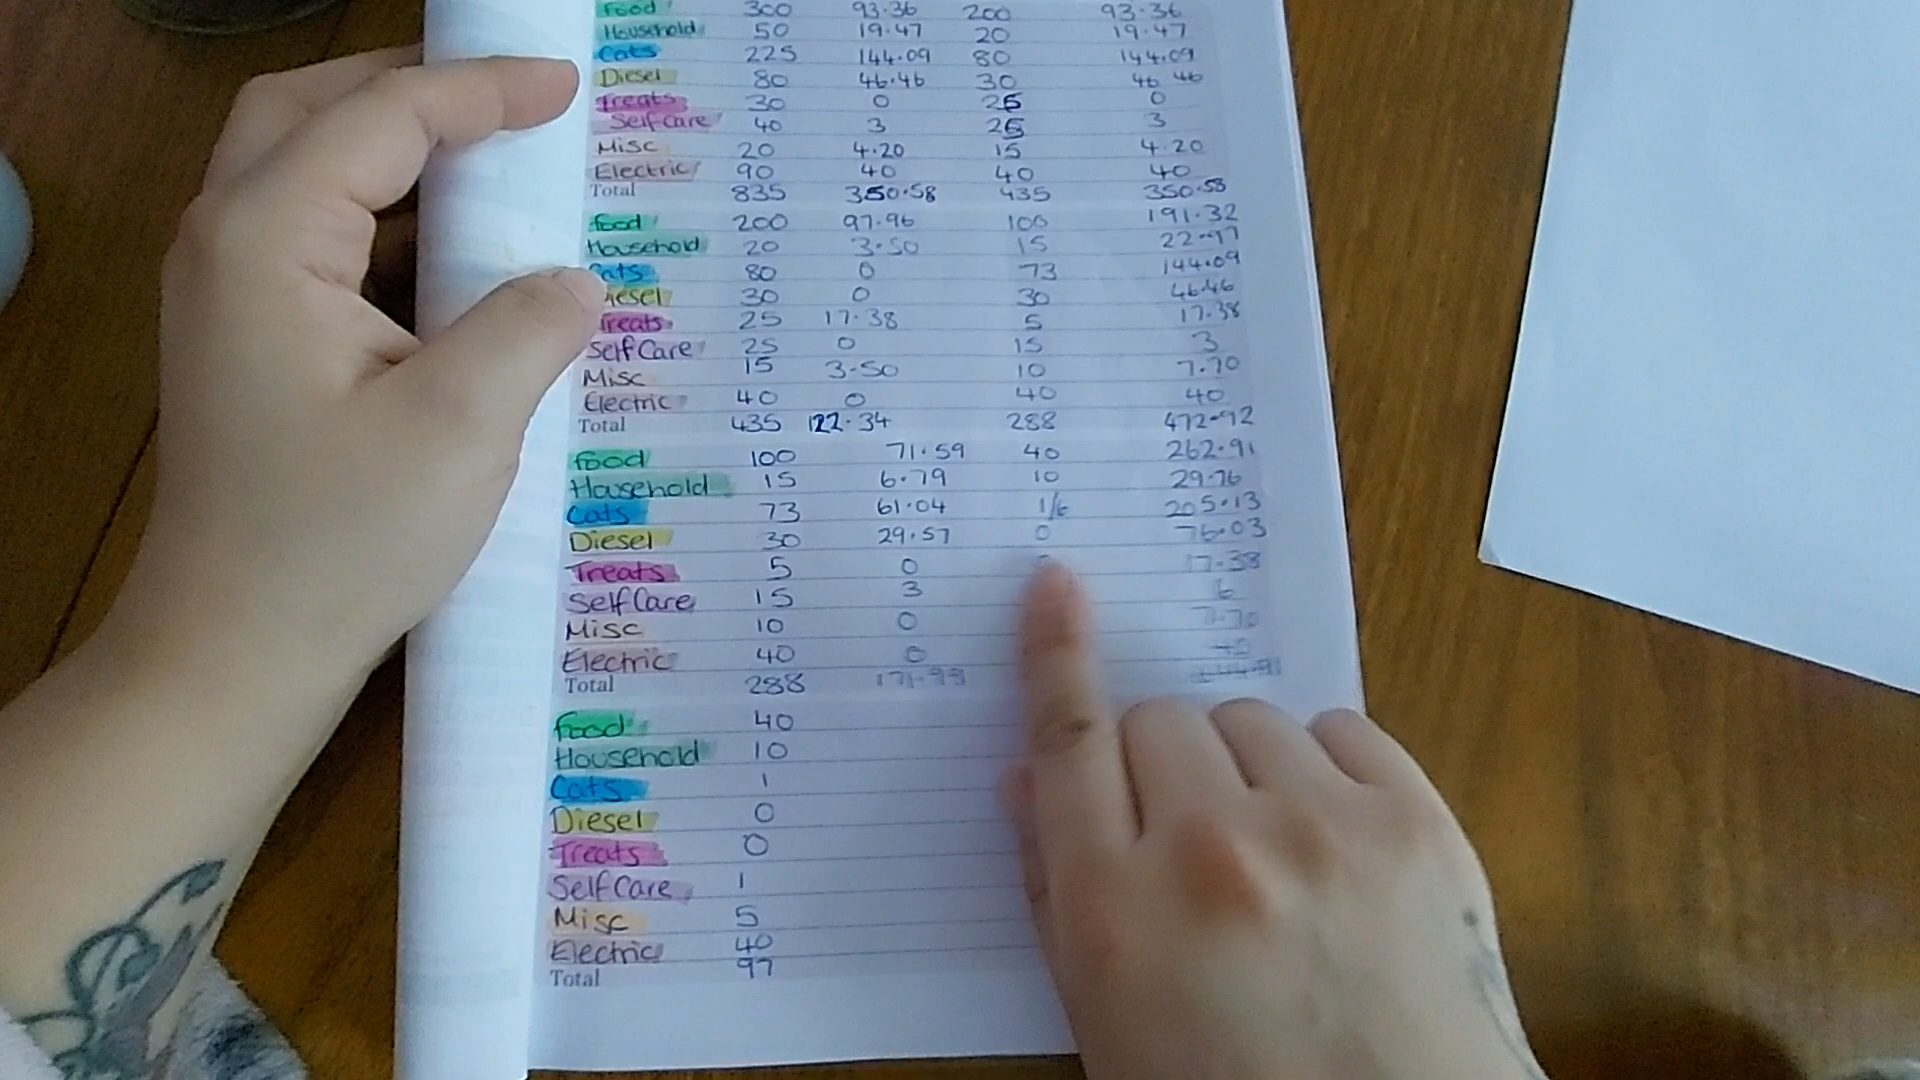 Food 300 93.36 200 93.36
Household 50 19.47 20 19.47
Cats 225 144.09 80 144.09
Diesel 80 46.46 30 46.46
Treats 30 0 25 0
Self Care 40 3 25 3
Misc 20 4.20 15 4.20
Electric 90 40 40 40
Total 835 350.58 435 350.58
Food 200 97.96 100 191.32
Household 20 3.50 15 22.97
Cats 80 0 73 144.09
Diesel 30 0 30 46.46
Treats 25 17.38 5 17.38
Self Care 25 0 15 3
Misc 15 3.50 10 7.70
Electric 40 0 40 40
Total 435 122.34 288 472.92
Food 100 71.59 40 262.91
Household 15 6.79 10 29.76
Cats 73 61.04 1/6 205.13
Diesel 30 29.57 0 76.03
Treats 5 0 17.38
Self Care 15 3 6
Misc 10 0 7.70
Electric 40 0 40
Total 288 171.99
Food 40
Household 10
Cats 1
Diesel 0
Treats 0
Self Care 1
Misc 5
Electric 40
Total 97